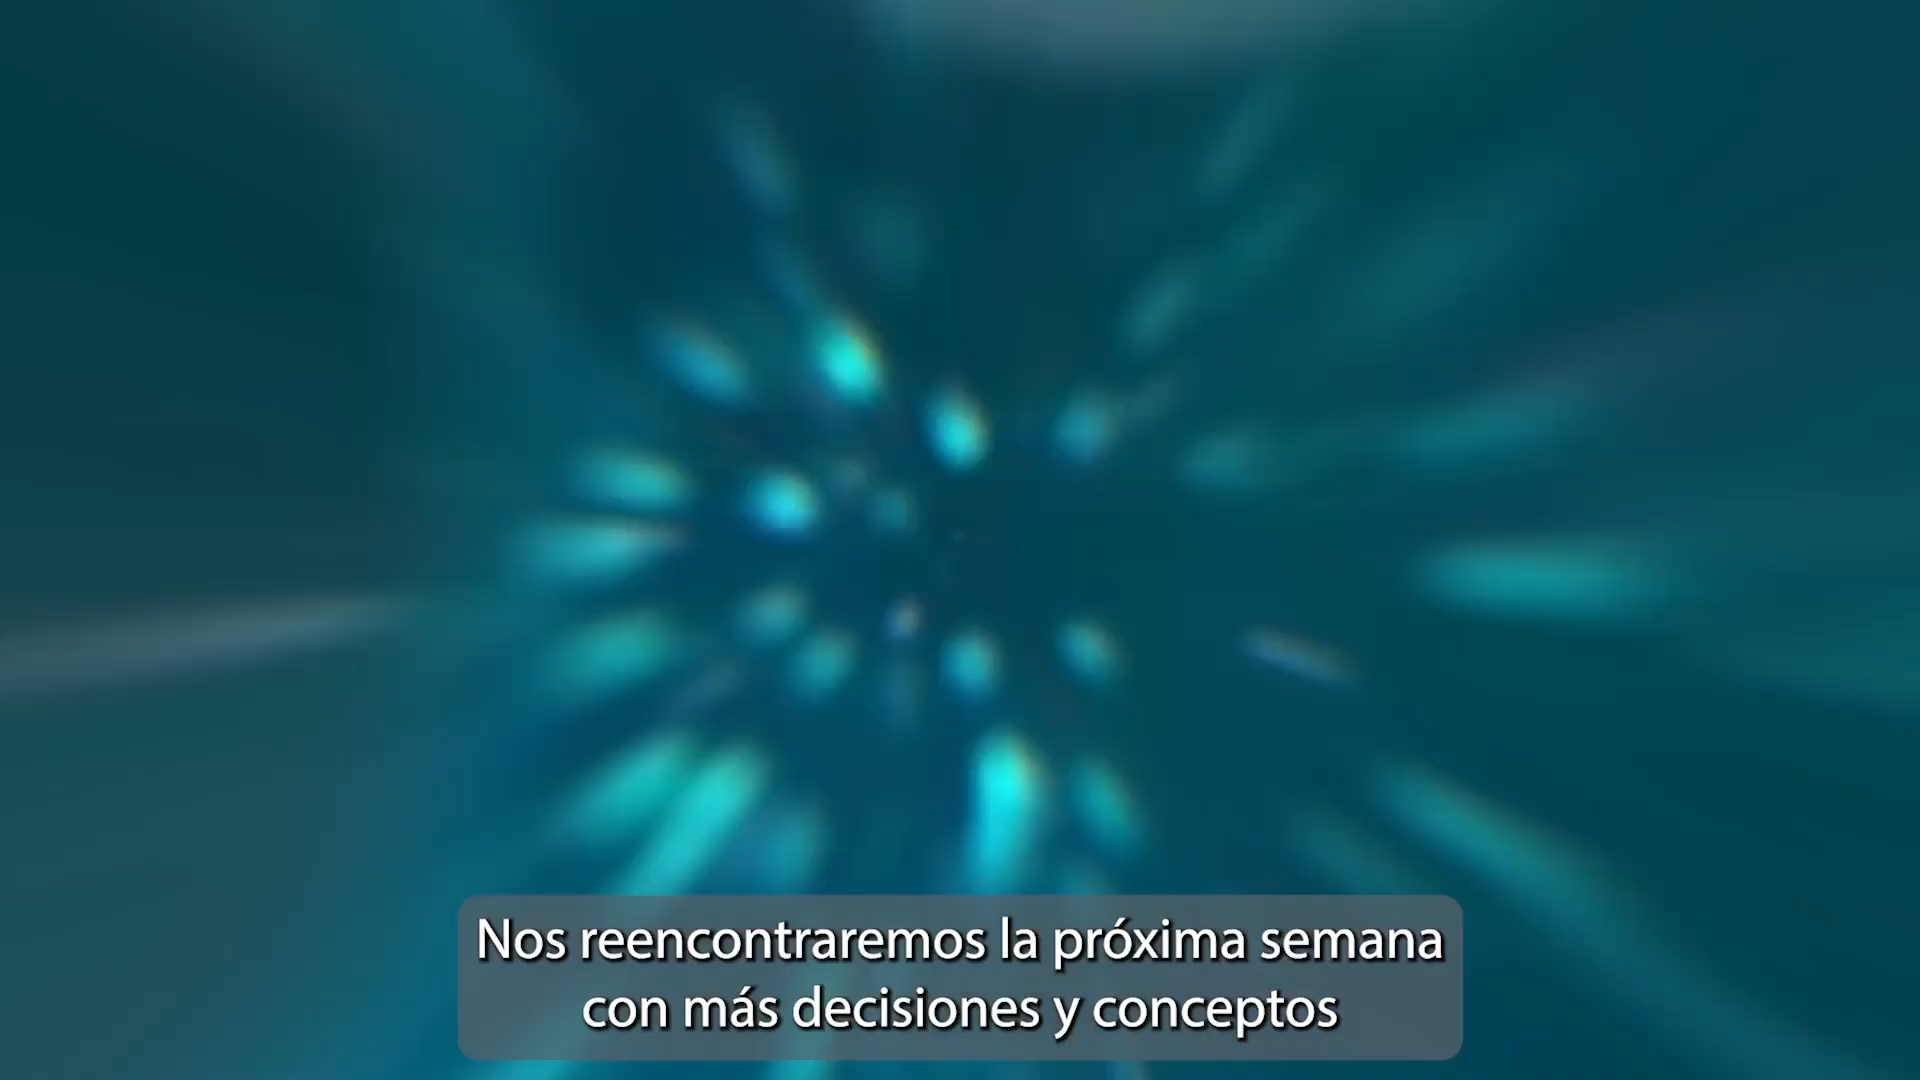 Nos reencontraremos la próxima semana
con más decisiones y conceptos